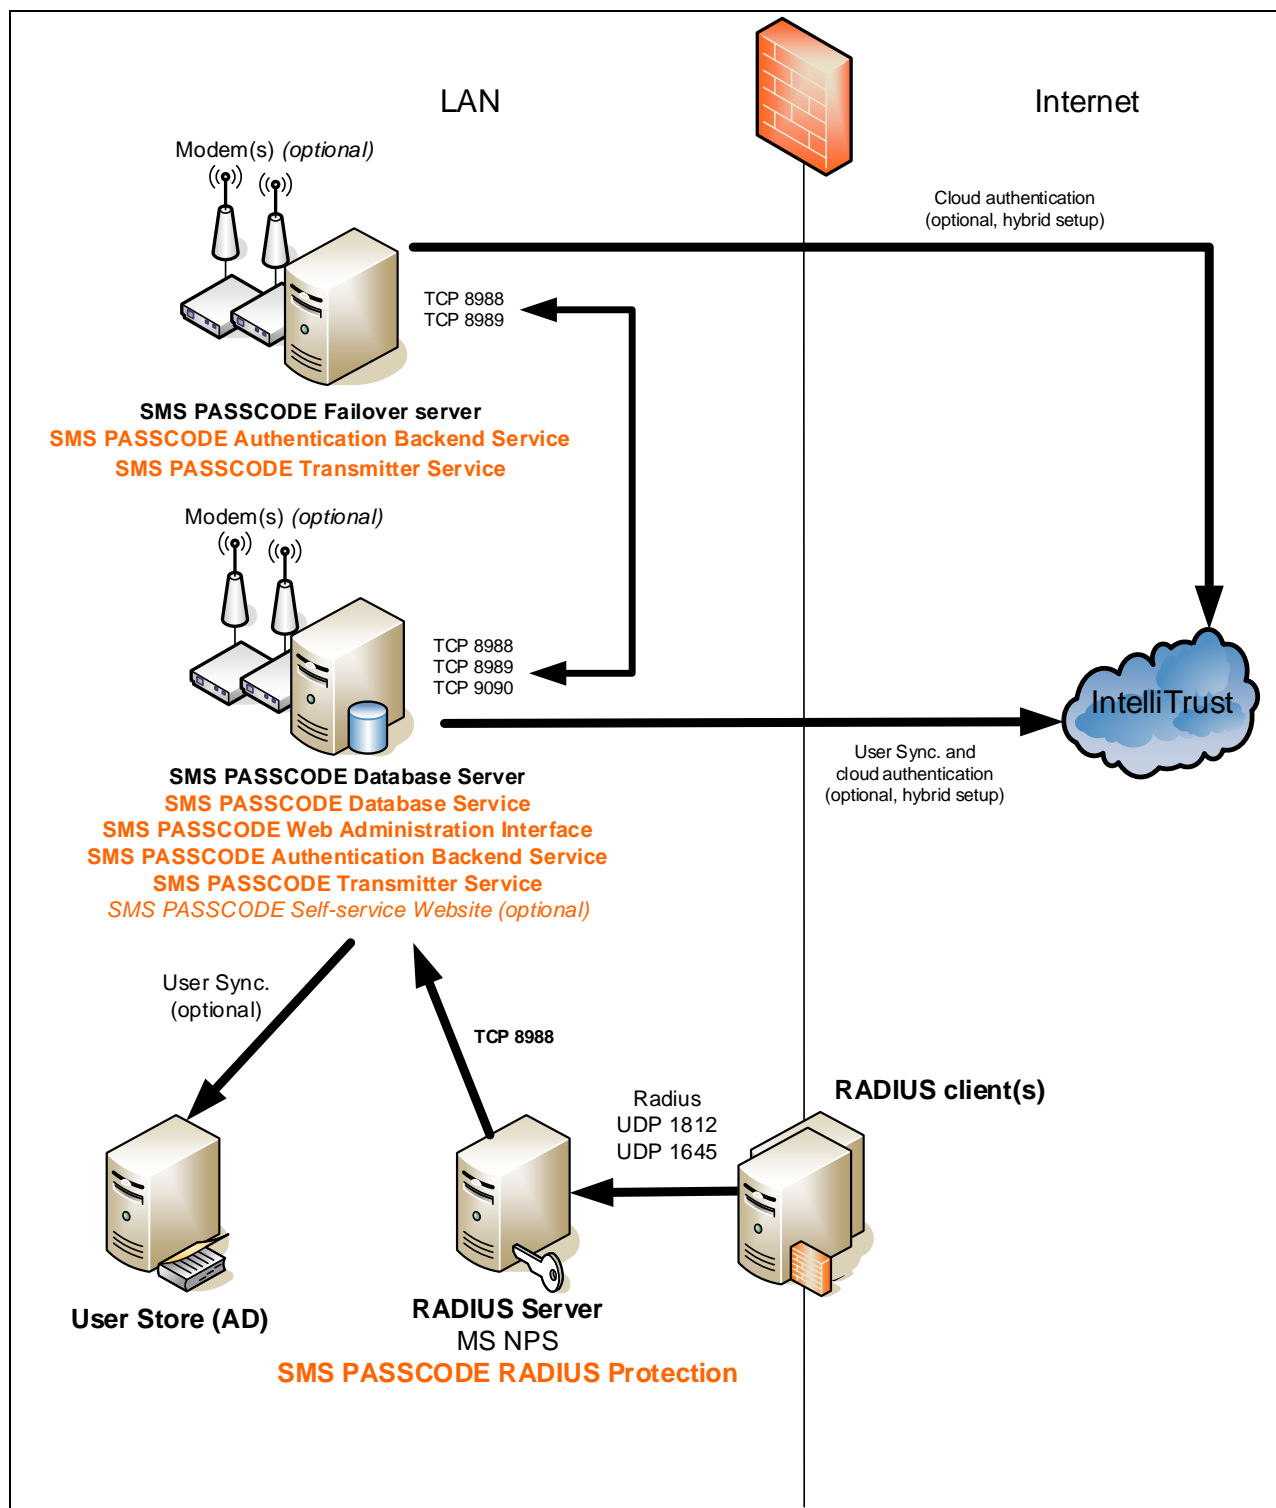 LAN
Internet
Modem(s) (optional)
Cloud authentication
(optional, hybrid setup)
TCP 8988
TCP 8989
SMS PASSCODE Failover server
SMS PASSCODE Authentication Backend Service
SMS PASSCODE Transmitter Service
Modem(s) (optional)
TCP 8988
TCP 8989
TCP 9090
IntelliTrust
User Sync. and
cloud authentication
(optional, hybrid setup)
SMS PASSCODE Database Server
SMS PASSCODE Database Service
SMS PASSCODE Web Administration Interface
SMS PASSCODE Authentication Backend Service
SMS PASSCODE Transmitter Service
SMS PASSCODE Self-service Website (optional)
User Sync.
(optional)
TCP 8988
Radius
UDP 1812
UDP 1645
RADIUS client(s)
User Store (AD)
RADIUS Server
MS NPS
SMS PASSCODE RADIUS Protection